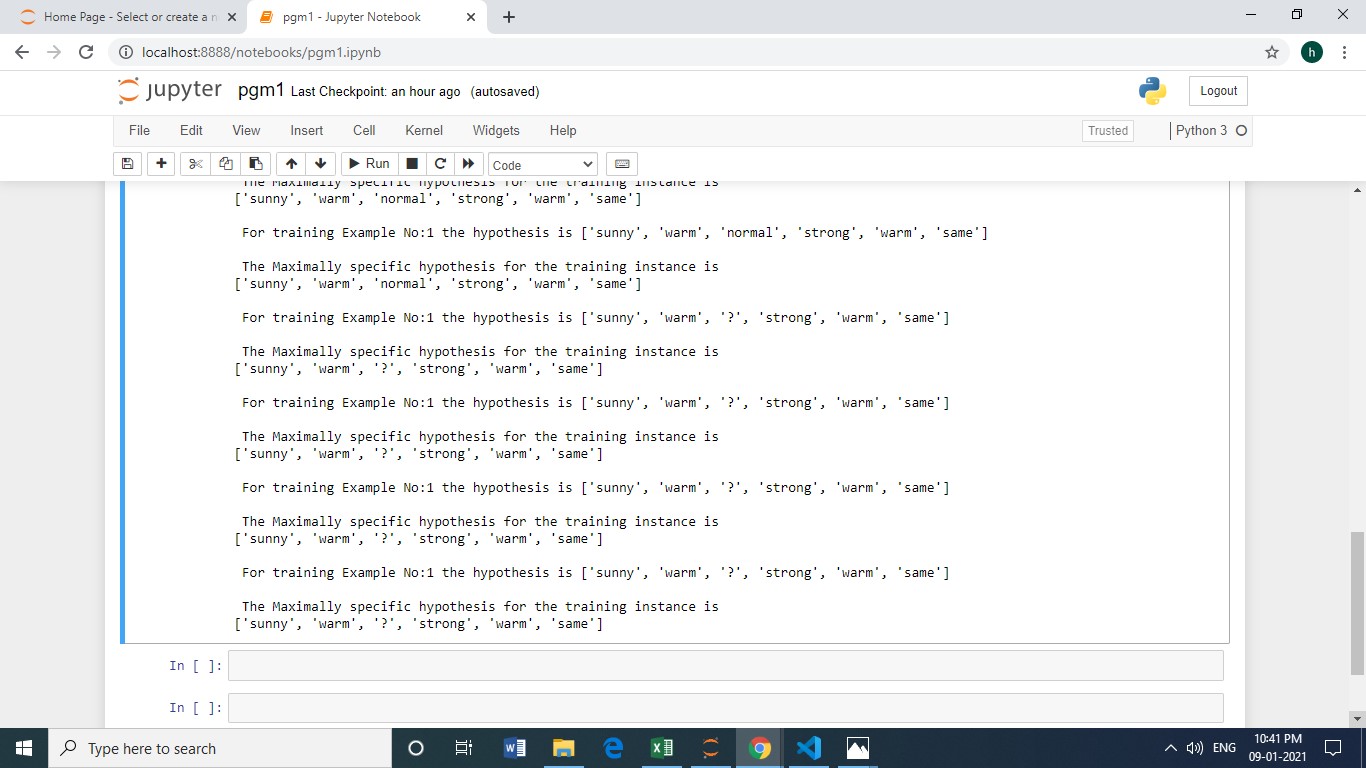 Home Page - Select or create a n
pgm1 - Jupyter Notebook
localhost:8888/notebooks/pgm1.ipynb
h
jupyter pgm1 Last Checkpoint: an hour ago (autosaved)
Logout
File Edit View Insert Cell Kernel Widgets Help
Trusted Python 3
Run
Code
The Maximally specific hypothesis for the training instance is
['sunny', 'warm', 'normal', 'strong', 'warm', 'same']
For training Example No:1 the hypothesis is ['sunny', 'warm', 'normal', 'strong', 'warm', 'same']
The Maximally specific hypothesis for the training instance is
['sunny', 'warm', 'normal', 'strong', 'warm', 'same']
For training Example No:1 the hypothesis is ['sunny', 'warm', '?', 'strong', 'warm', 'same']
The Maximally specific hypothesis for the training instance is
['sunny', 'warm', '?', 'strong', 'warm', 'same']
For training Example No:1 the hypothesis is ['sunny', 'warm', '?', 'strong', 'warm', 'same']
The Maximally specific hypothesis for the training instance is
['sunny', 'warm', '?', 'strong', 'warm', 'same']
For training Example No:1 the hypothesis is ['sunny', 'warm', '?', 'strong', 'warm', 'same']
The Maximally specific hypothesis for the training instance is
['sunny', 'warm', '?', 'strong', 'warm', 'same']
For training Example No:1 the hypothesis is ['sunny', 'warm', '?', 'strong', 'warm', 'same']
The Maximally specific hypothesis for the training instance is
['sunny', 'warm', '?', 'strong', 'warm', 'same']
In [ ]:
In [ ]:
Type here to search
ENG
10:41 PM
09-01-2021